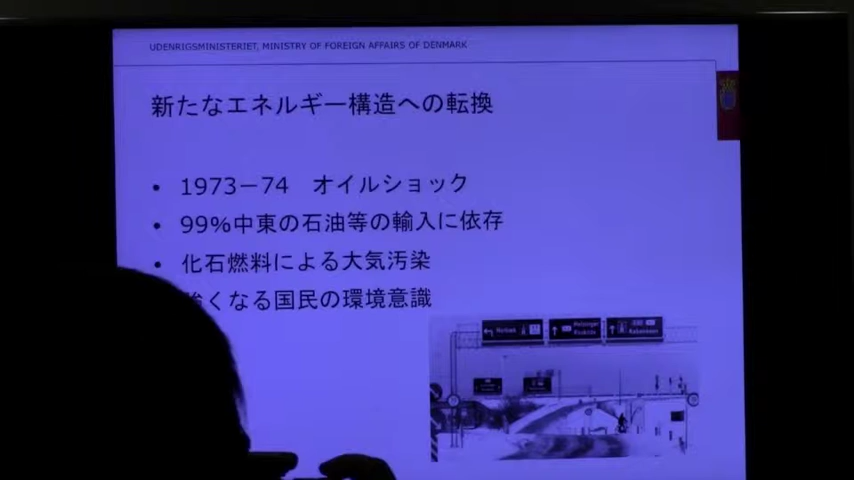 UDENRIGSMINISTERIET, MINISTRY OF FOREIGN AFFAIRS OF DENMARK
新たなエネルギー構造への転換
• 1973－74　オイルショック
• 99%中東の石油等の輸入に依存
• 化石燃料による大気汚染
くなる国民の環境意識